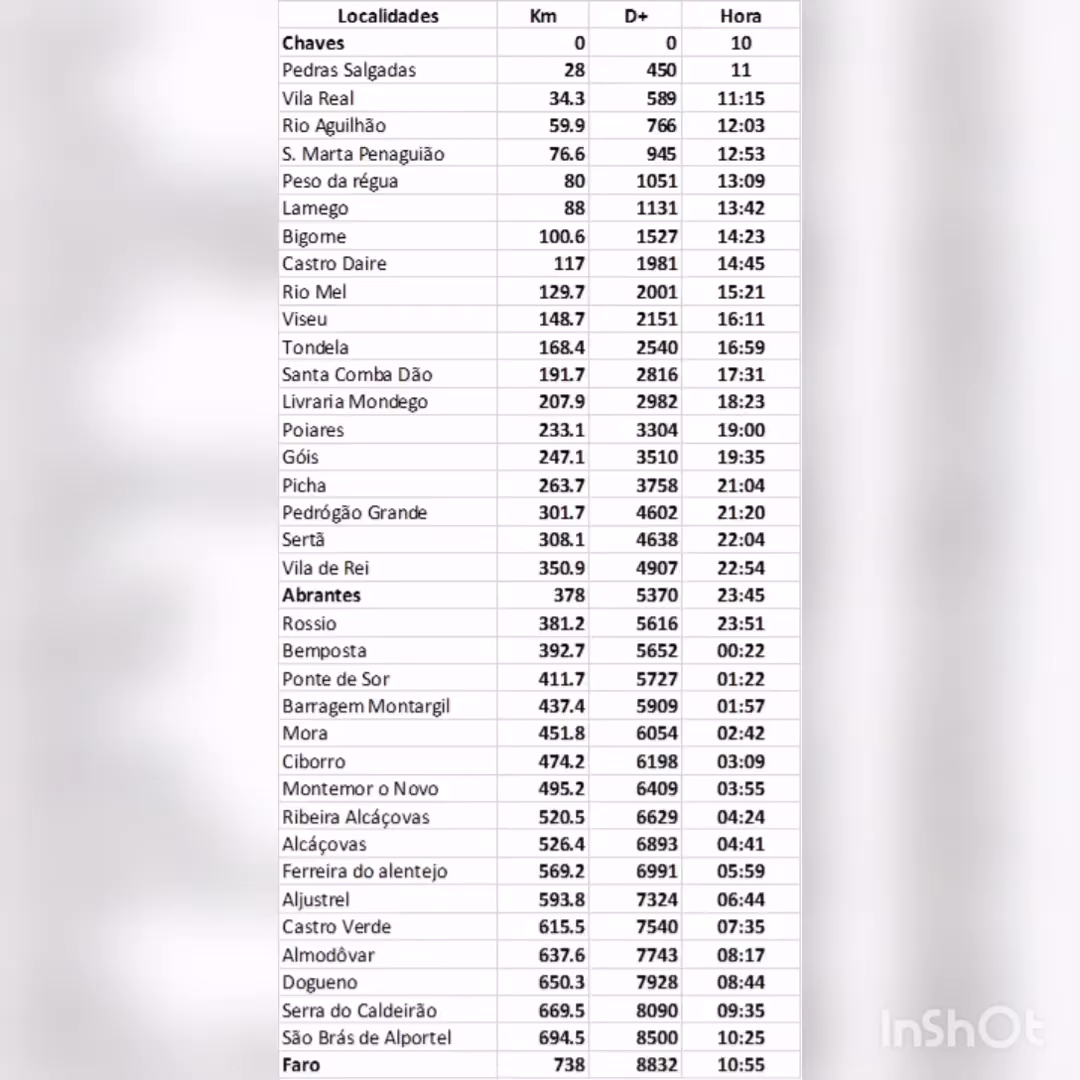 Localidades Km D+ Hora
Chaves 0 0 10
Pedras Salgadas 28 450 11
Vila Real 34.3 589 11:15
Rio Aguilhão 59.9 766 12:03
S. Marta Penaguião 76.6 945 12:53
Peso da régua 80 1051 13:09
Lamego 88 1131 13:42
Bigorne 100.6 1527 14:23
Castro Daire 117 1981 14:45
Rio Mel 129.7 2001 15:21
Viseu 148.7 2151 16:11
Tondela 168.4 2540 16:59
Santa Comba Dão 191.7 2816 17:31
Livraria Mondego 207.9 2982 18:23
Poiares 233.1 3304 19:00
Góis 247.1 3510 19:35
Picha 263.7 3758 21:04
Pedrógão Grande 301.7 4602 21:20
Sertã 308.1 4638 22:04
Vila de Rei 350.9 4907 22:54
Abrantes 378 5370 23:45
Rossio 381.2 5616 23:51
Bemposta 392.7 5652 00:22
Ponte de Sor 411.7 5727 01:22
Barragem Montargil 437.4 5909 01:57
Mora 451.8 6054 02:42
Ciborro 474.2 6198 03:09
Montemor o Novo 495.2 6409 03:55
Ribeira Alcáçovas 520.5 6629 04:24
Alcáçovas 526.4 6893 04:41
Ferreira do alentejo 569.2 6991 05:59
Aljustrel 593.8 7324 06:44
Castro Verde 615.5 7540 07:35
Almodôvar 637.6 7743 08:17
Dogueno 650.3 7928 08:44
Serra do Caldeirão 669.5 8090 09:35
São Brás de Alportel 694.5 8500 10:25
Faro 738 8832 10:55
InShOt